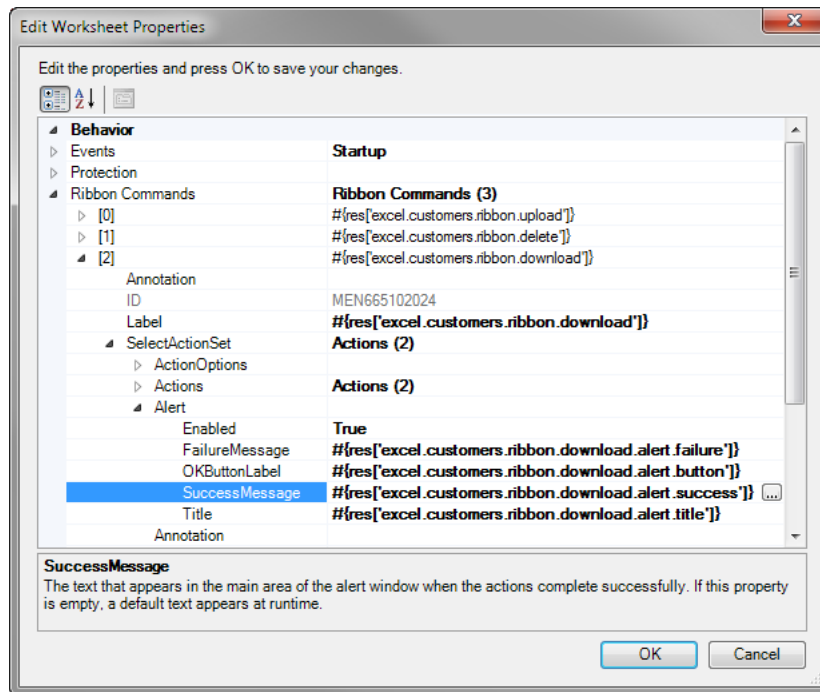 Edit Worksheet Properties
Edit the properties and press OK to save your changes.
Behavior
Events Startup
Protection
Ribbon Commands Ribbon Commands (3)
[0] #{res['excel.customers.ribbon.upload']}
[1] #{res['excel.customers.ribbon.delete']}
[2] #{res['excel.customers.ribbon.download']}
Annotation
ID MEN665102024
Label #{res['excel.customers.ribbon.download']}
SelectActionSet Actions (2)
ActionOptions
Actions Actions (2)
Alert
Enabled True
FailureMessage #{res['excel.customers.ribbon.download.alert.failure']}
OKButtonLabel #{res['excel.customers.ribbon.download.alert.button']}
SuccessMessage #{res['excel.customers.ribbon.download.alert.success']} ...
Title #{res['excel.customers.ribbon.download.alert.title']}
Annotation
SuccessMessage
The text that appears in the main area of the alert window when the actions complete successfully. If this property
is empty, a default text appears at runtime.
OK Cancel